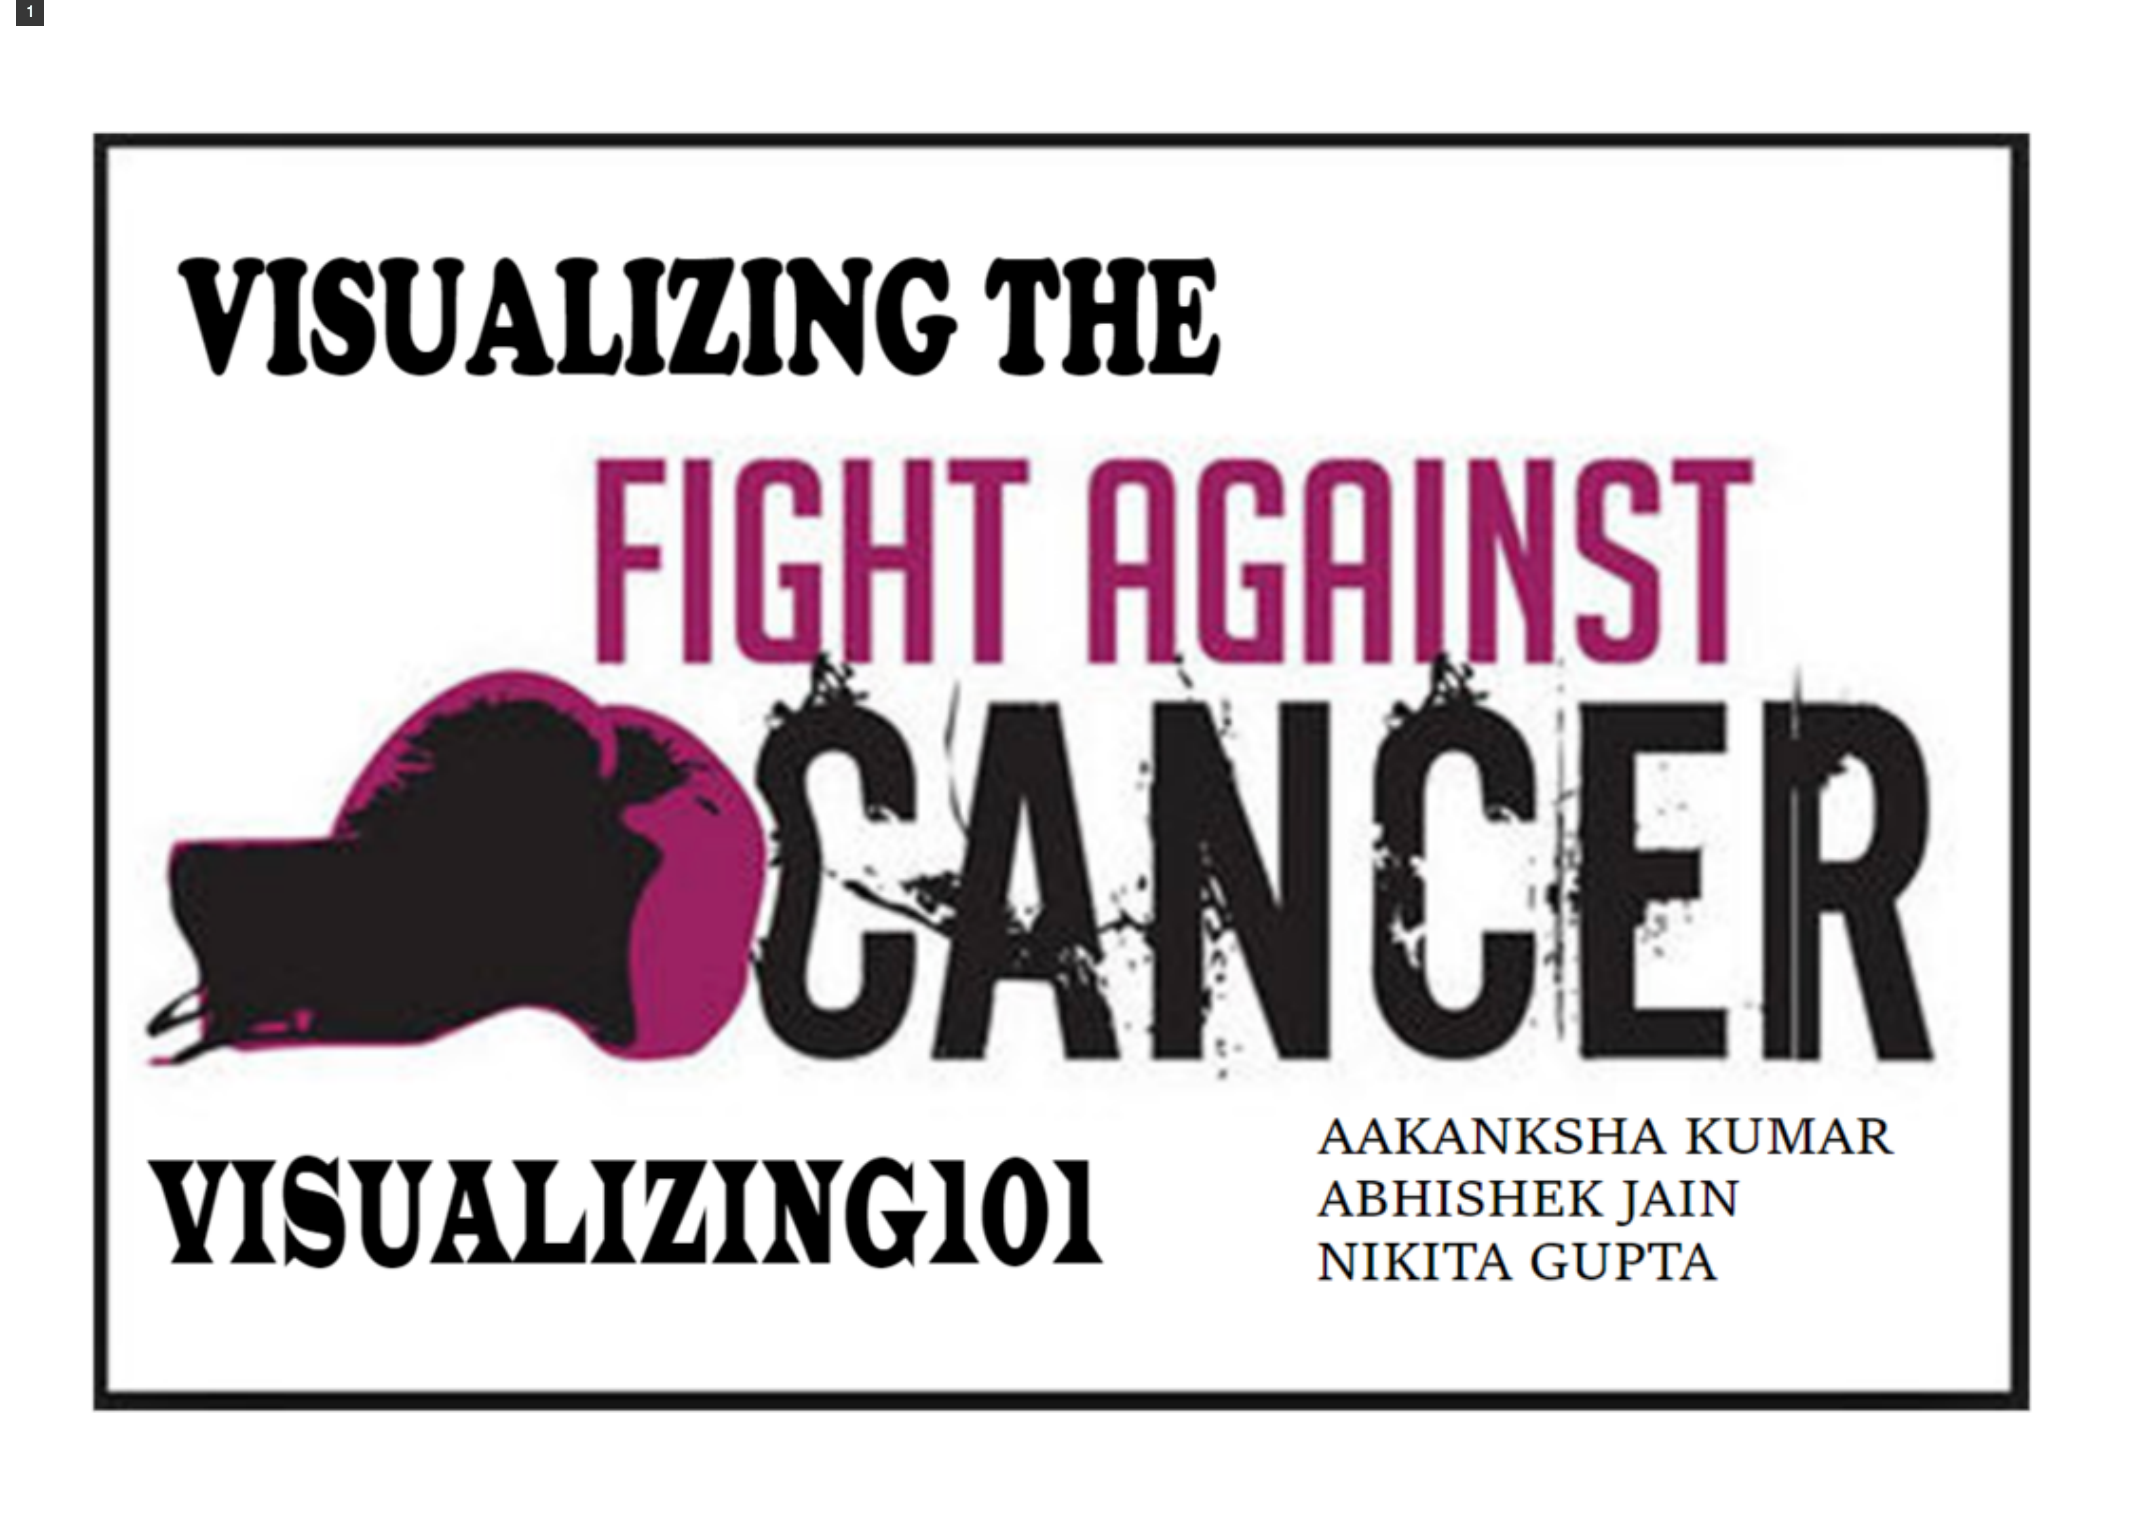 1
VISUALIZING THE
FIGHT AGAINST
CANCER
VISUALIZING101
AAKANKSHA KUMAR
ABHISHEK JAIN
NIKITA GUPTA